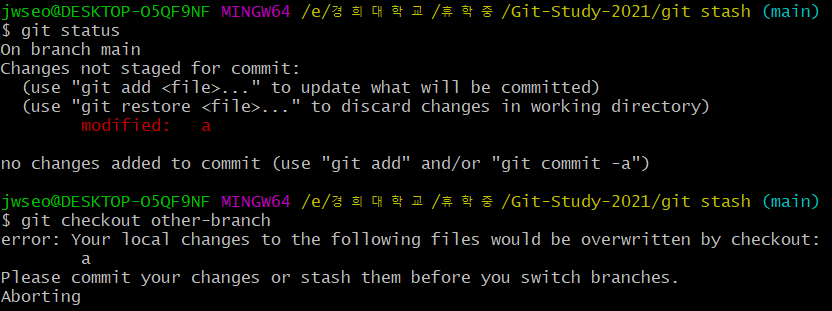 jwseo@DESKTOP-O5QF9NF MINGW64 /e/경희대학교/휴학중/Git-Study-2021/git stash (main)
$ git status
On branch main
Changes not staged for commit:
  (use "git add <file>..." to update what will be committed)
  (use "git restore <file>..." to discard changes in working directory)
        modified:   a

no changes added to commit (use "git add" and/or "git commit -a")

jwseo@DESKTOP-O5QF9NF MINGW64 /e/경희대학교/휴학중/Git-Study-2021/git stash (main)
$ git checkout other-branch
error: Your local changes to the following files would be overwritten by checkout:
        a
Please commit your changes or stash them before you switch branches.
Aborting